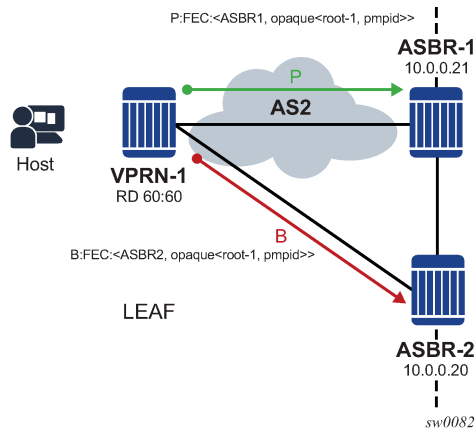 P:FEC:<ASBR1, opaque<root-1, pmpid>>
ASBR-1
10.0.0.21
P
AS2
Host
VPRN-1
RD 60:60
B
B:FEC:<ASBR2, opaque<root-1, pmpid>>
LEAF
ASBR-2
10.0.0.20
sw0082